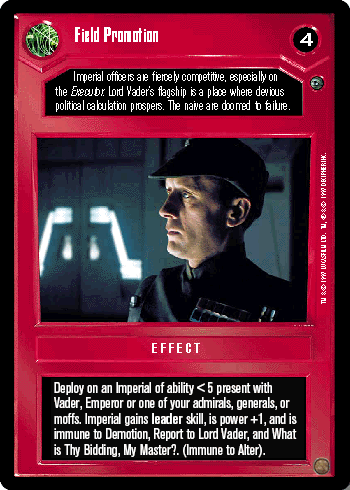 Field Promotion
4
Imperial officers are fiercely competitive, especially on
the Executor. Lord Vader's flagship is a place where devious
political calculation prospers. The naive are doomed to failure.
EFFECT
Deploy on an Imperial of ability < 5 present with
Vader, Emperor or one of your admirals, generals, or
moffs. Imperial gains leader skill, is power +1, and is
immune to Demotion, Report to Lord Vader, and What
is Thy Bidding, My Master?. (Immune to Alter).